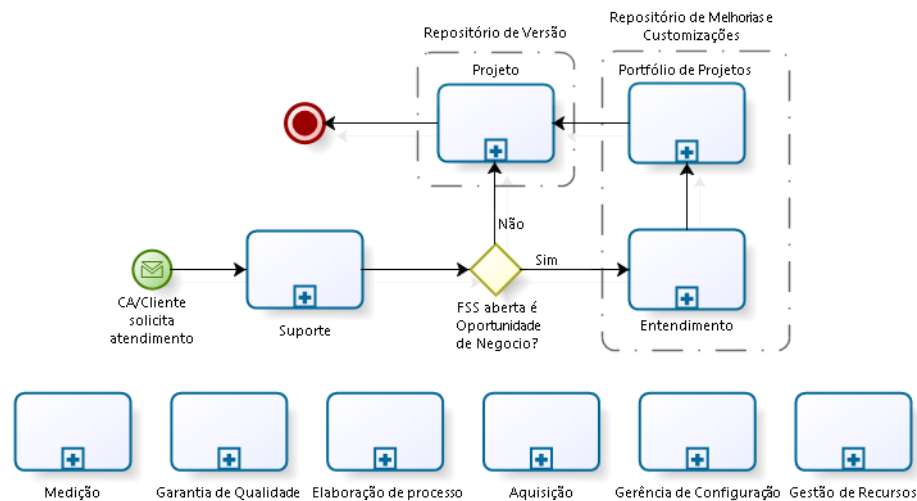 Repositório de Melhorias e
Customizações
Repositório de Versão
Projeto
Portfólio de Projetos
Não
Sim
CA/Cliente
solicita
atendimento
Suporte
FSS aberta é
Oportunidade
de Negocio?
Entendimento
Medição
Garantia de Qualidade
Elaboração de processo
Aquisição
Gerência de Configuração
Gestão de Recursos